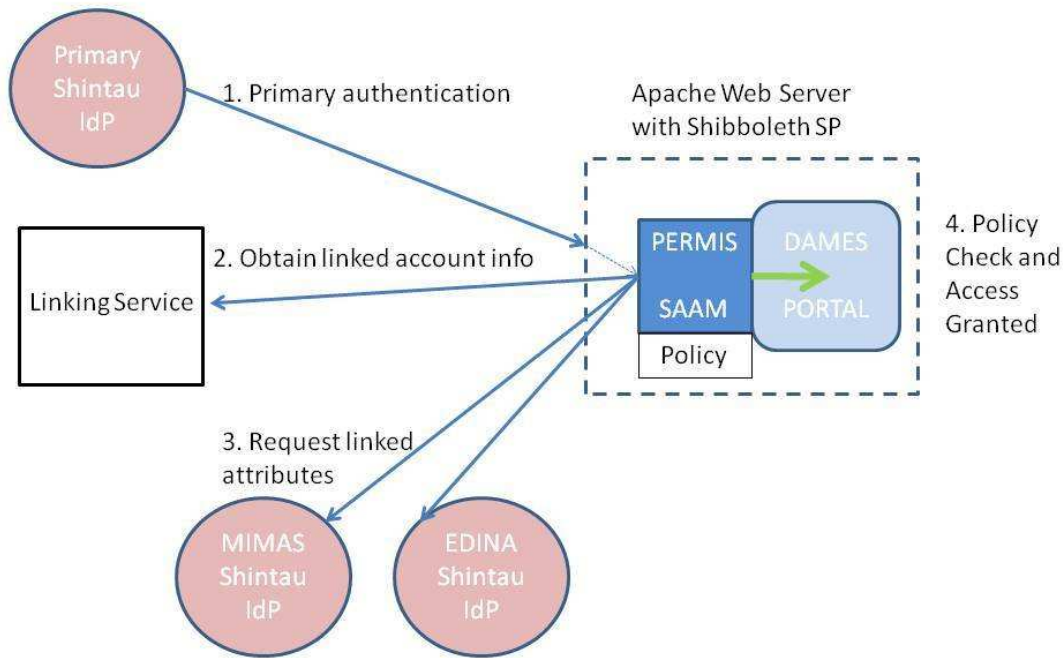 Primary
Shintau
IdP
1. Primary authentication
Apache Web Server
with Shibboleth SP
2. Obtain linked account info
Linking Service
PERMIS
SAAM
Policy
DAMES
PORTAL
4. Policy
Check and
Access
Granted
3. Request linked
attributes
MIMAS
Shintau
IdP
EDINA
Shintau
IdP